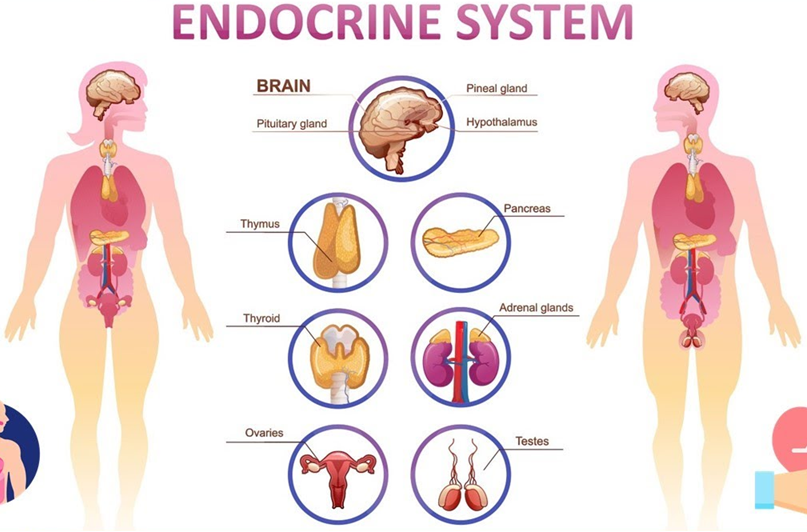 ENDOCRINE SYSTEM
BRAIN
Pineal gland
Pituitary gland
Hypothalamus
Thymus
Pancreas
Thyroid
Adrenal glands
Ovaries
Testes